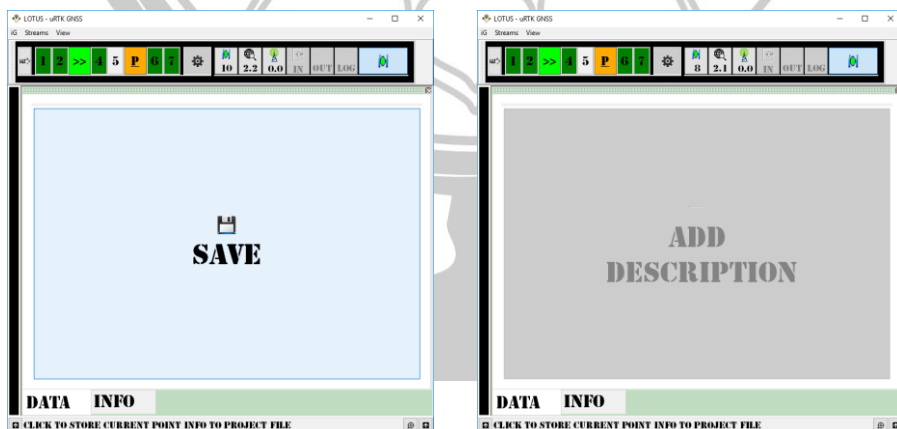 LOTUS - uRTK GNSS
iG Streams View
1 2 >> 4 5 P 6 7
10 2.2 0.0 IN OUT LOG
SAVE
DATA INFO
CLICK TO STORE CURRENT POINT INFO TO PROJECT FILE
LOTUS - uRTK GNSS
iG Streams View
1 2 >> 4 5 P 6 7
8 2.1 0.0 IN OUT LOG
ADD
DESCRIPTION
DATA INFO
CLICK TO STORE CURRENT POINT INFO TO PROJECT FILE